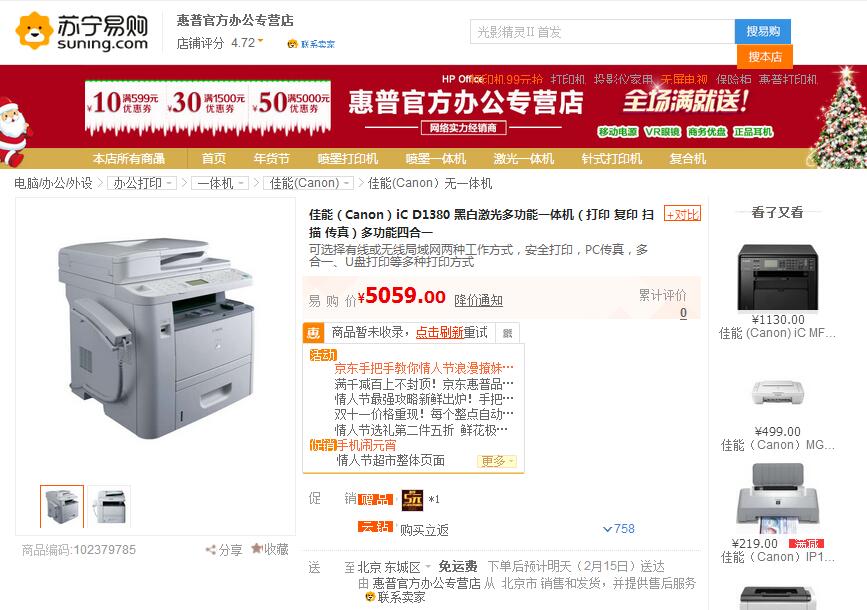 苏宁易购
suning.com
惠普官方办公专营店
店铺评分 4.72
联系卖家
光影精灵II 首发
搜易购
搜本店
HP Office
打印机99元抢 打印机 投影仪家用 无屏电视 保险柜 惠普打印机
¥10 满599元 优惠券
¥30 满1500元 优惠券
¥50 满5000元 优惠券
惠普官方办公专营店
网络实力经销商
全场满就送!
移动电源 VR眼镜 商务优盘 正品耳机
本店所有商品 首页 年货节 喷墨打印机 喷墨一体机 激光一体机 针式打印机 复合机
电脑/办公/外设 > 办公打印 > 一体机 > 佳能(Canon) > 佳能(Canon）无一体机
佳能（Canon）iC D1380 黑白激光多功能一体机（打印 复印 扫
描 传真）多功能四合一
+对比
可选择有线或无线局域网两种工作方式，安全打印，PC传真，多
合一、U盘打印等多种打印方式
易 购 价 ¥5059.00 降价通知
累计评价
0
惠 商品暂未收录，点击刷新重试 藏
活动
京东手把手教你情人节浪漫撩妹…
满千减百上不封顶！京东惠普品…
情人节最强攻略新鲜出炉！手把…
双十一价格重现！每个整点自动…
情人节选礼第二件五折 鲜花极…
促销 手机闹元宵
情人节超市整体页面
更多
促 销 赠品 *1
云钻 购买立返
758
送 至 北京 东城区 免运费 下单后预计明天（2月15日）送达
由 惠普官方办公专营店 从 北京市 销售和发货，并提供售后服务
联系卖家
商品编码:102379785
分享 收藏
看了又看
¥1130.00
佳能 (Canon) iC MF…
¥499.00
佳能（Canon）MG…
¥219.00 满减
佳能（Canon）IP1…